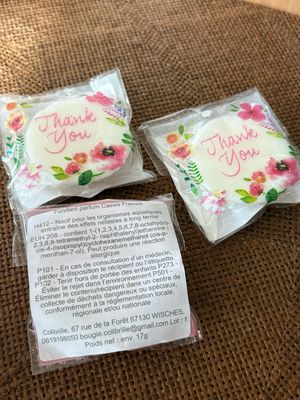 Thank
You
Thank
You
Fondant parfum Cassis Fraise
H412 - Nocif pour les organismes aquatiques,
entraîne des effets néfastes à long terme
EUH 208 - contient 1-(1,2,3,4,5,6,7,8-octahydro-
2,3,8,8-tetramethyl-2- naphthalenyl)ethanone ;
cis-4-(isopropyl)cyclohexanemethanol (cis-p-
menthan-7-ol). Peut produire une réaction
allergique
P101 - En cas de consultation d'un médecin,
garder à disposition le récipient ou l'étiquette
P102 - Tenir hors de portée des enfants P273 -
Éviter le rejet dans l'environnement P501 -
Éliminer le contenu/récipient dans un centre de
collecte de déchets dangereux ou spéciaux,
conformément à la réglementation locale,
régionale et/ou nationale
Colibrille, 67 rue de la Foret 67130 WISCHES,
0619198050 bougie.colibrille@gmail.com Lot : 1
Poids net : env. 17g